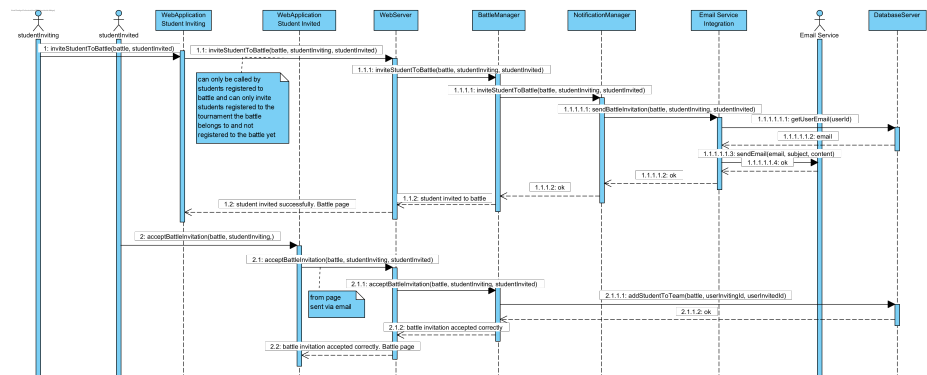 WebApplication
Student Inviting
WebApplication
Student Invited
WebServer
BattleManager
NotificationManager
Email Service
Integration
DatabaseServer
studentInviting
studentInvited
Email Service
1: inviteStudentToBattle(battle, studentInvited)
1.1: inviteStudentToBattle(battle, studentInviting, studentInvited)
1.1.1: inviteStudentToBattle(battle, studentInviting, studentInvited)
can only be called by
students registered to
battle and can only invite
students registered to the
tournament the battle
belongs to and not
registered to the battle yet
1.1.1.1: inviteStudentToBattle(battle, studentInviting, studentInvited)
1.1.1.1.1: sendBattleInvitation(battle, studentInviting, studentInvited)
1.1.1.1.1.1: getUserEmail(userId)
1.1.1.1.1.2: email
1.1.1.1.1.3: sendEmail(email, subject, content)
1.1.1.1.1.4: ok
1.1.1.1.2: ok
1.1.1.2: ok
1.1.2: student invited to battle
1.2: student invited successfully. Battle page.
2: acceptBattleInvitation(battle, studentInviting,)
2.1: acceptBattleInvitation(battle, studentInviting, studentInvited)
2.1.1: acceptBattleInvitation(battle, studentInviting, studentInvited)
from page
sent via email
2.1.1.1: addStudentToTeam(battle, userInvitingId, userInvitedId)
2.1.1.2: ok
2.1.2: battle invitation accepted correctly
2.2: battle invitation accepted correctly. Battle page